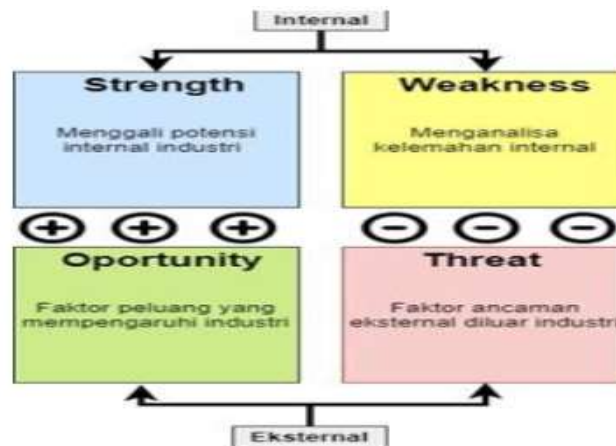 Internal
Strength
Menggali potensi
internal industri
Weakness
Menganalisa
kelemahan internal
Oportunity
Faktor peluang yang
mempengaruhi industri
Threat
Faktor ancaman
eksternal diluar industri
Eksternal